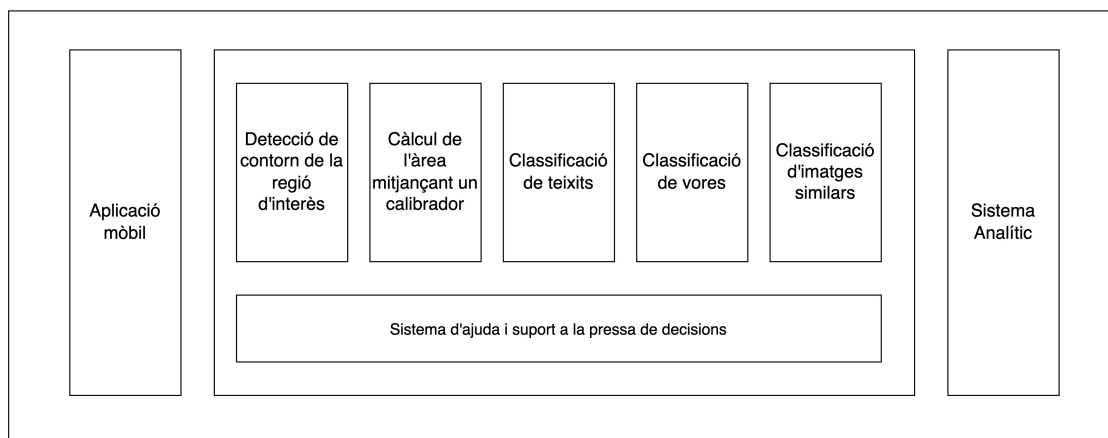 Aplicació
mòbil
Detecció de
contorn de la
regió
d'interès
Càlcul de
l'àrea
mitjançant un
calibrador
Classificació
de teixits
Classificació
de vores
Classificació
d'imatges
similars
Sistema d'ajuda i suport a la pressa de decisions
Sistema
Analític